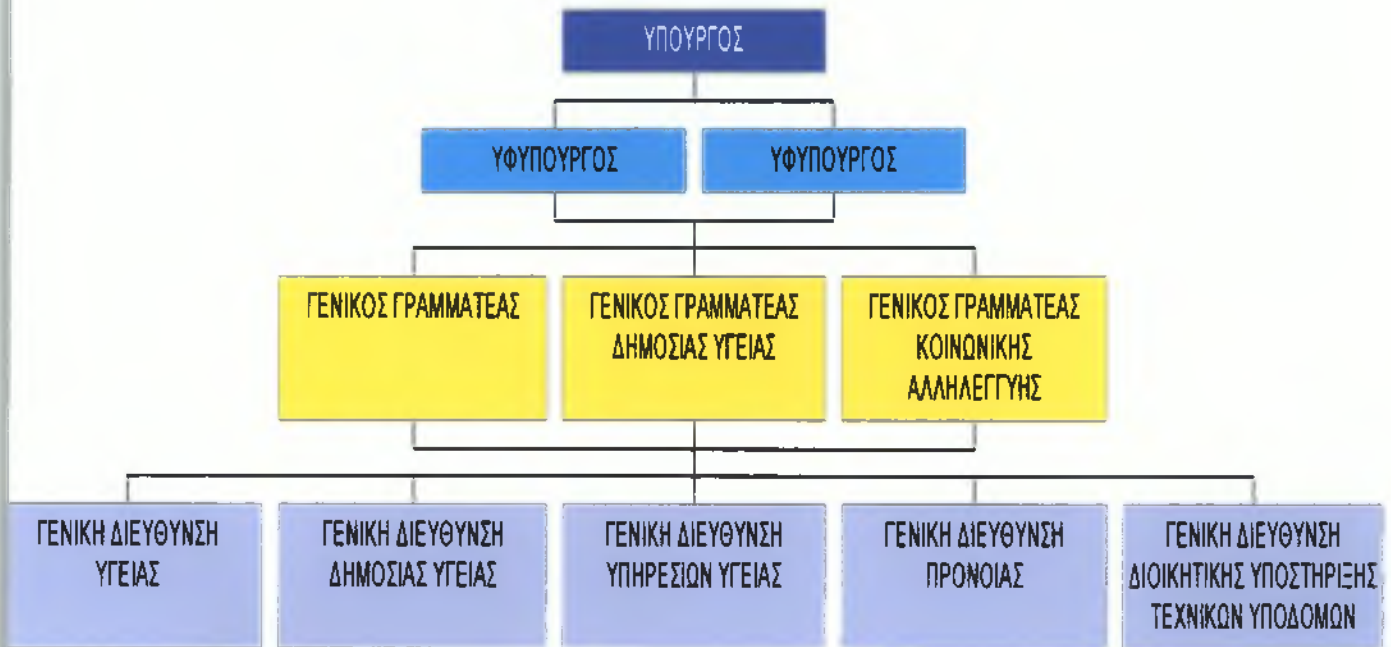 ΥΠΟΥΡΓΟΣ
ΥΦΥΠΟΥΡΓΟΣ
ΥΦΥΠΟΥΡΓΟΣ
ΓΕΝΙΚΟΣ ΓΡΑΜΜΑΤΕΑΣ
ΓΕΝΙΚΟΣ ΓΡΑΜΜΑΤΕΑΣ
ΔΗΜΟΣΙΑΣ ΥΓΕΙΑΣ
ΓΕΝΙΚΟΣ ΓΡΑΜΜΑΤΕΑΣ
ΚΟΙΝΩΝΙΚΗΣ
ΑΛΛΗΛΕΓΓΥΗΣ
ΓΕΝΙΚΗ ΔΙΕΥΘΥΝΣΗ
ΥΓΕΙΑΣ
ΓΕΝΙΚΗ ΔΙΕΥΘΥΝΣΗ
ΔΗΜΟΣΙΑΣ ΥΓΕΙΑΣ
ΓΕΝΙΚΗ ΔΙΕΥΘΥΝΣΗ
ΥΠΗΡΕΣΙΩΝ ΥΓΕΙΑΣ
ΓΕΝΙΚΗ ΔΙΕΥΘΥΝΣΗ
ΠΡΟΝΟΙΑΣ
ΓΕΝΙΚΗ ΔΙΕΥΘΥΝΣΗ
ΔΙΟΙΚΗΤΙΚΗΣ ΥΠΟΣΤΗΡΙΞΗΣ
ΤΕΧΝΙΚΩΝ ΥΠΟΔΟΜΩΝ